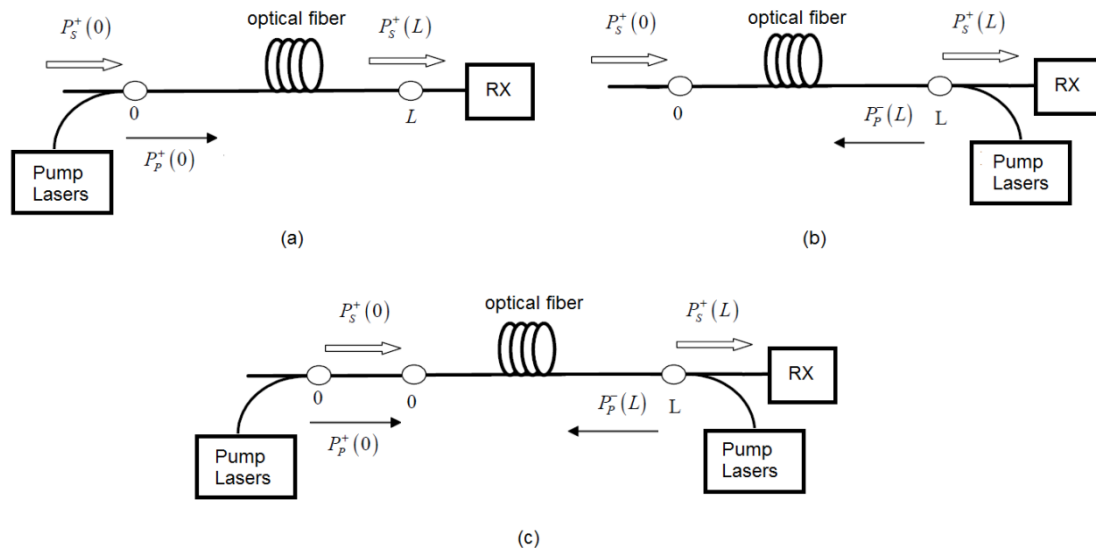 optical fiber
P_S^+(0)
P_S^+(L)
RX
0
L
P_P^+(0)
Pump
Lasers
(a)
optical fiber
P_S^+(0)
P_S^+(L)
RX
0
P_P^-(L)
L
Pump
Lasers
(b)
optical fiber
P_S^+(0)
P_S^+(L)
RX
0
0
P_P^-(L)
L
P_P^+(0)
Pump
Lasers
Pump
Lasers
(c)